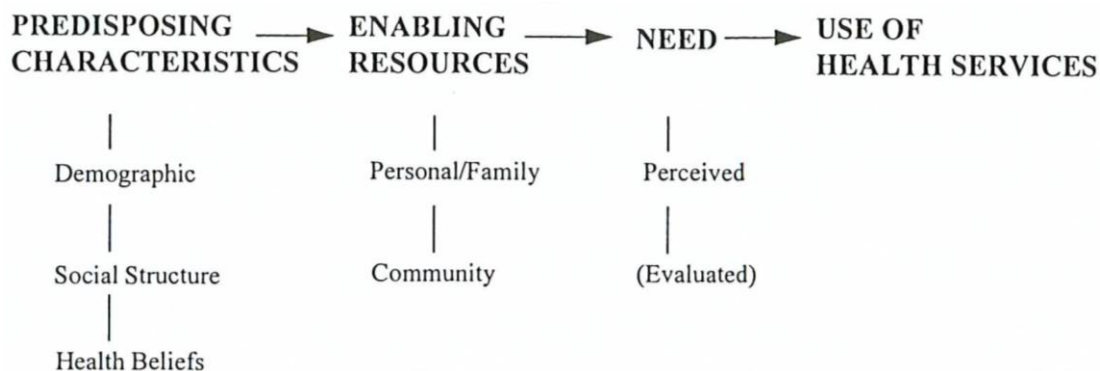 PREDISPOSING CHARACTERISTICS
ENABLING RESOURCES
NEED
USE OF HEALTH SERVICES
Demographic
Personal/Family
Perceived
Social Structure
Community
(Evaluated)
Health Beliefs